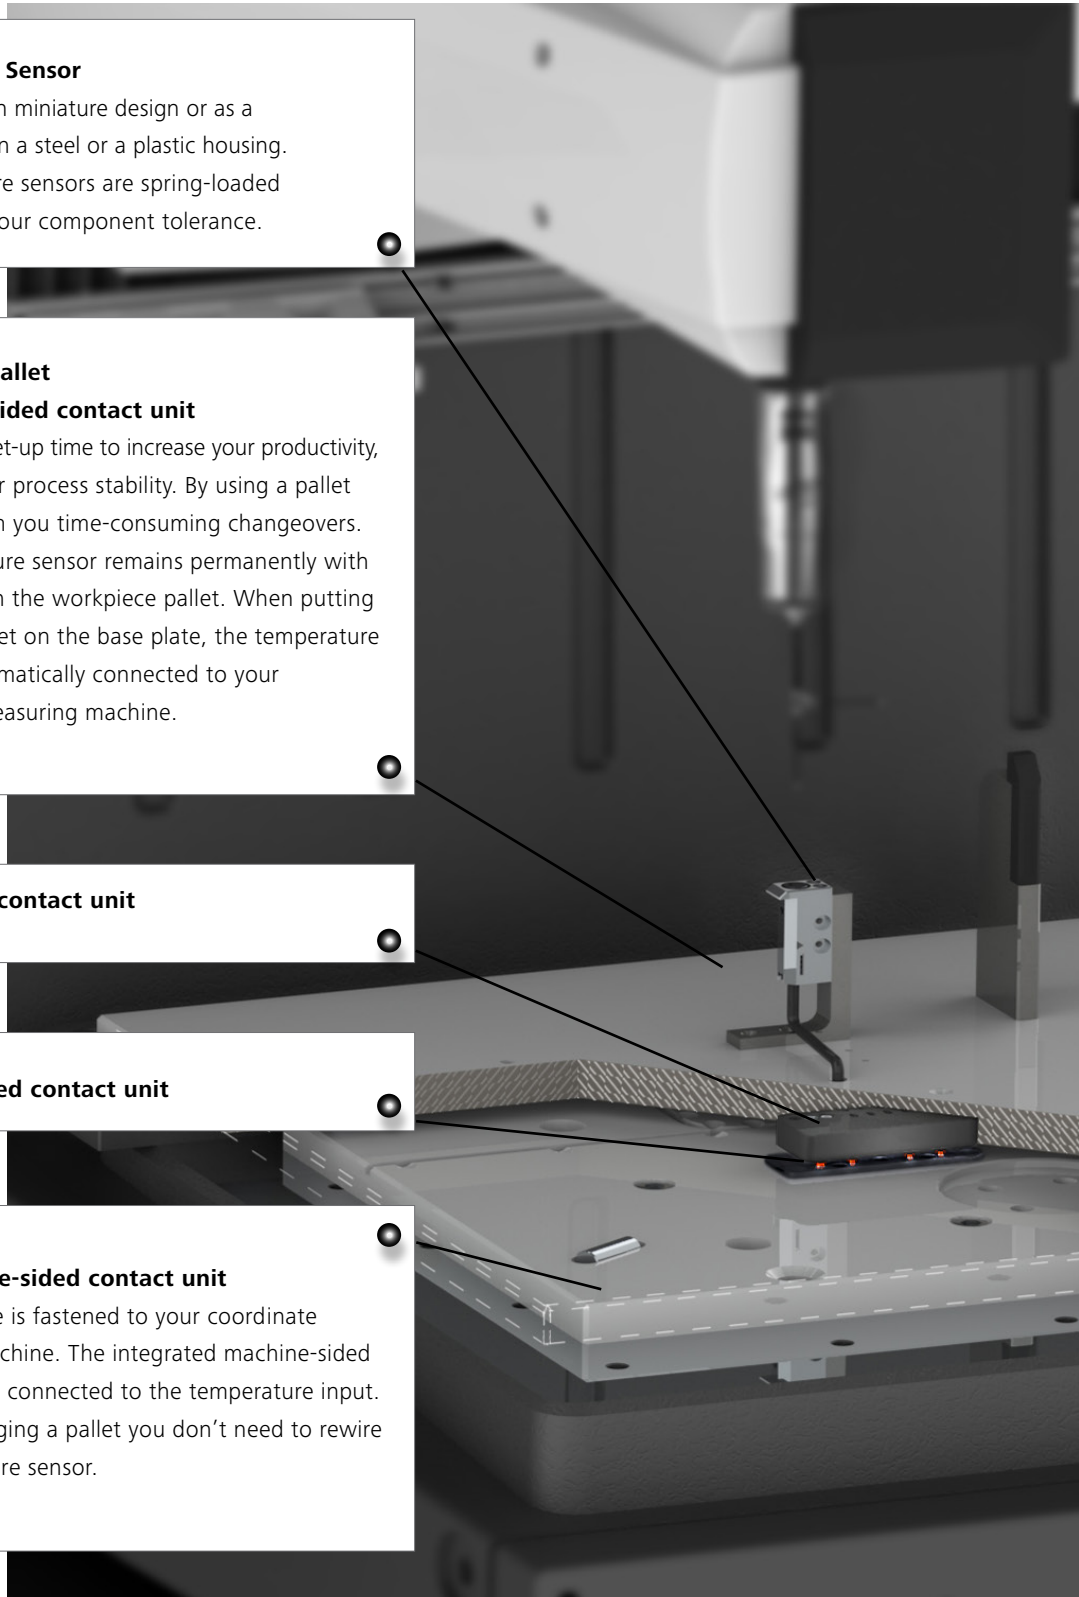 Sensor
n miniature design or as a
n a steel or a plastic housing.
re sensors are spring-loaded
our component tolerance.
allet
ided contact unit
et-up time to increase your productivity,
r process stability. By using a pallet
n you time-consuming changeovers.
ure sensor remains permanently with
n the workpiece pallet. When putting
et on the base plate, the temperature
matically connected to your
easuring machine.
contact unit
ed contact unit
e-sided contact unit
e is fastened to your coordinate
chine. The integrated machine-sided
connected to the temperature input.
ging a pallet you don’t need to rewire
re sensor.